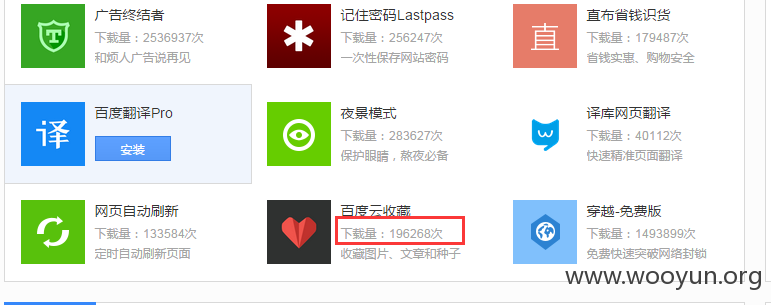 广告终结者
下载量：2536937次
和烦人广告说再见
记住密码Lastpass
下载量：256247次
一次性保存网站密码
直
直布省钱识货
下载量：179487次
省钱实惠、购物安全
译
百度翻译Pro
安装
夜景模式
下载量：283627次
保护眼睛，熬夜必备
译库网页翻译
下载量：40112次
快速精准页面翻译
网页自动刷新
下载量：133584次
定时自动刷新页面
百度云收藏
下载量：196268次
收藏图片、文章和种子
穿越-免费版
下载量：1493899次
免费快速突破网络封锁
www.wooyun.org